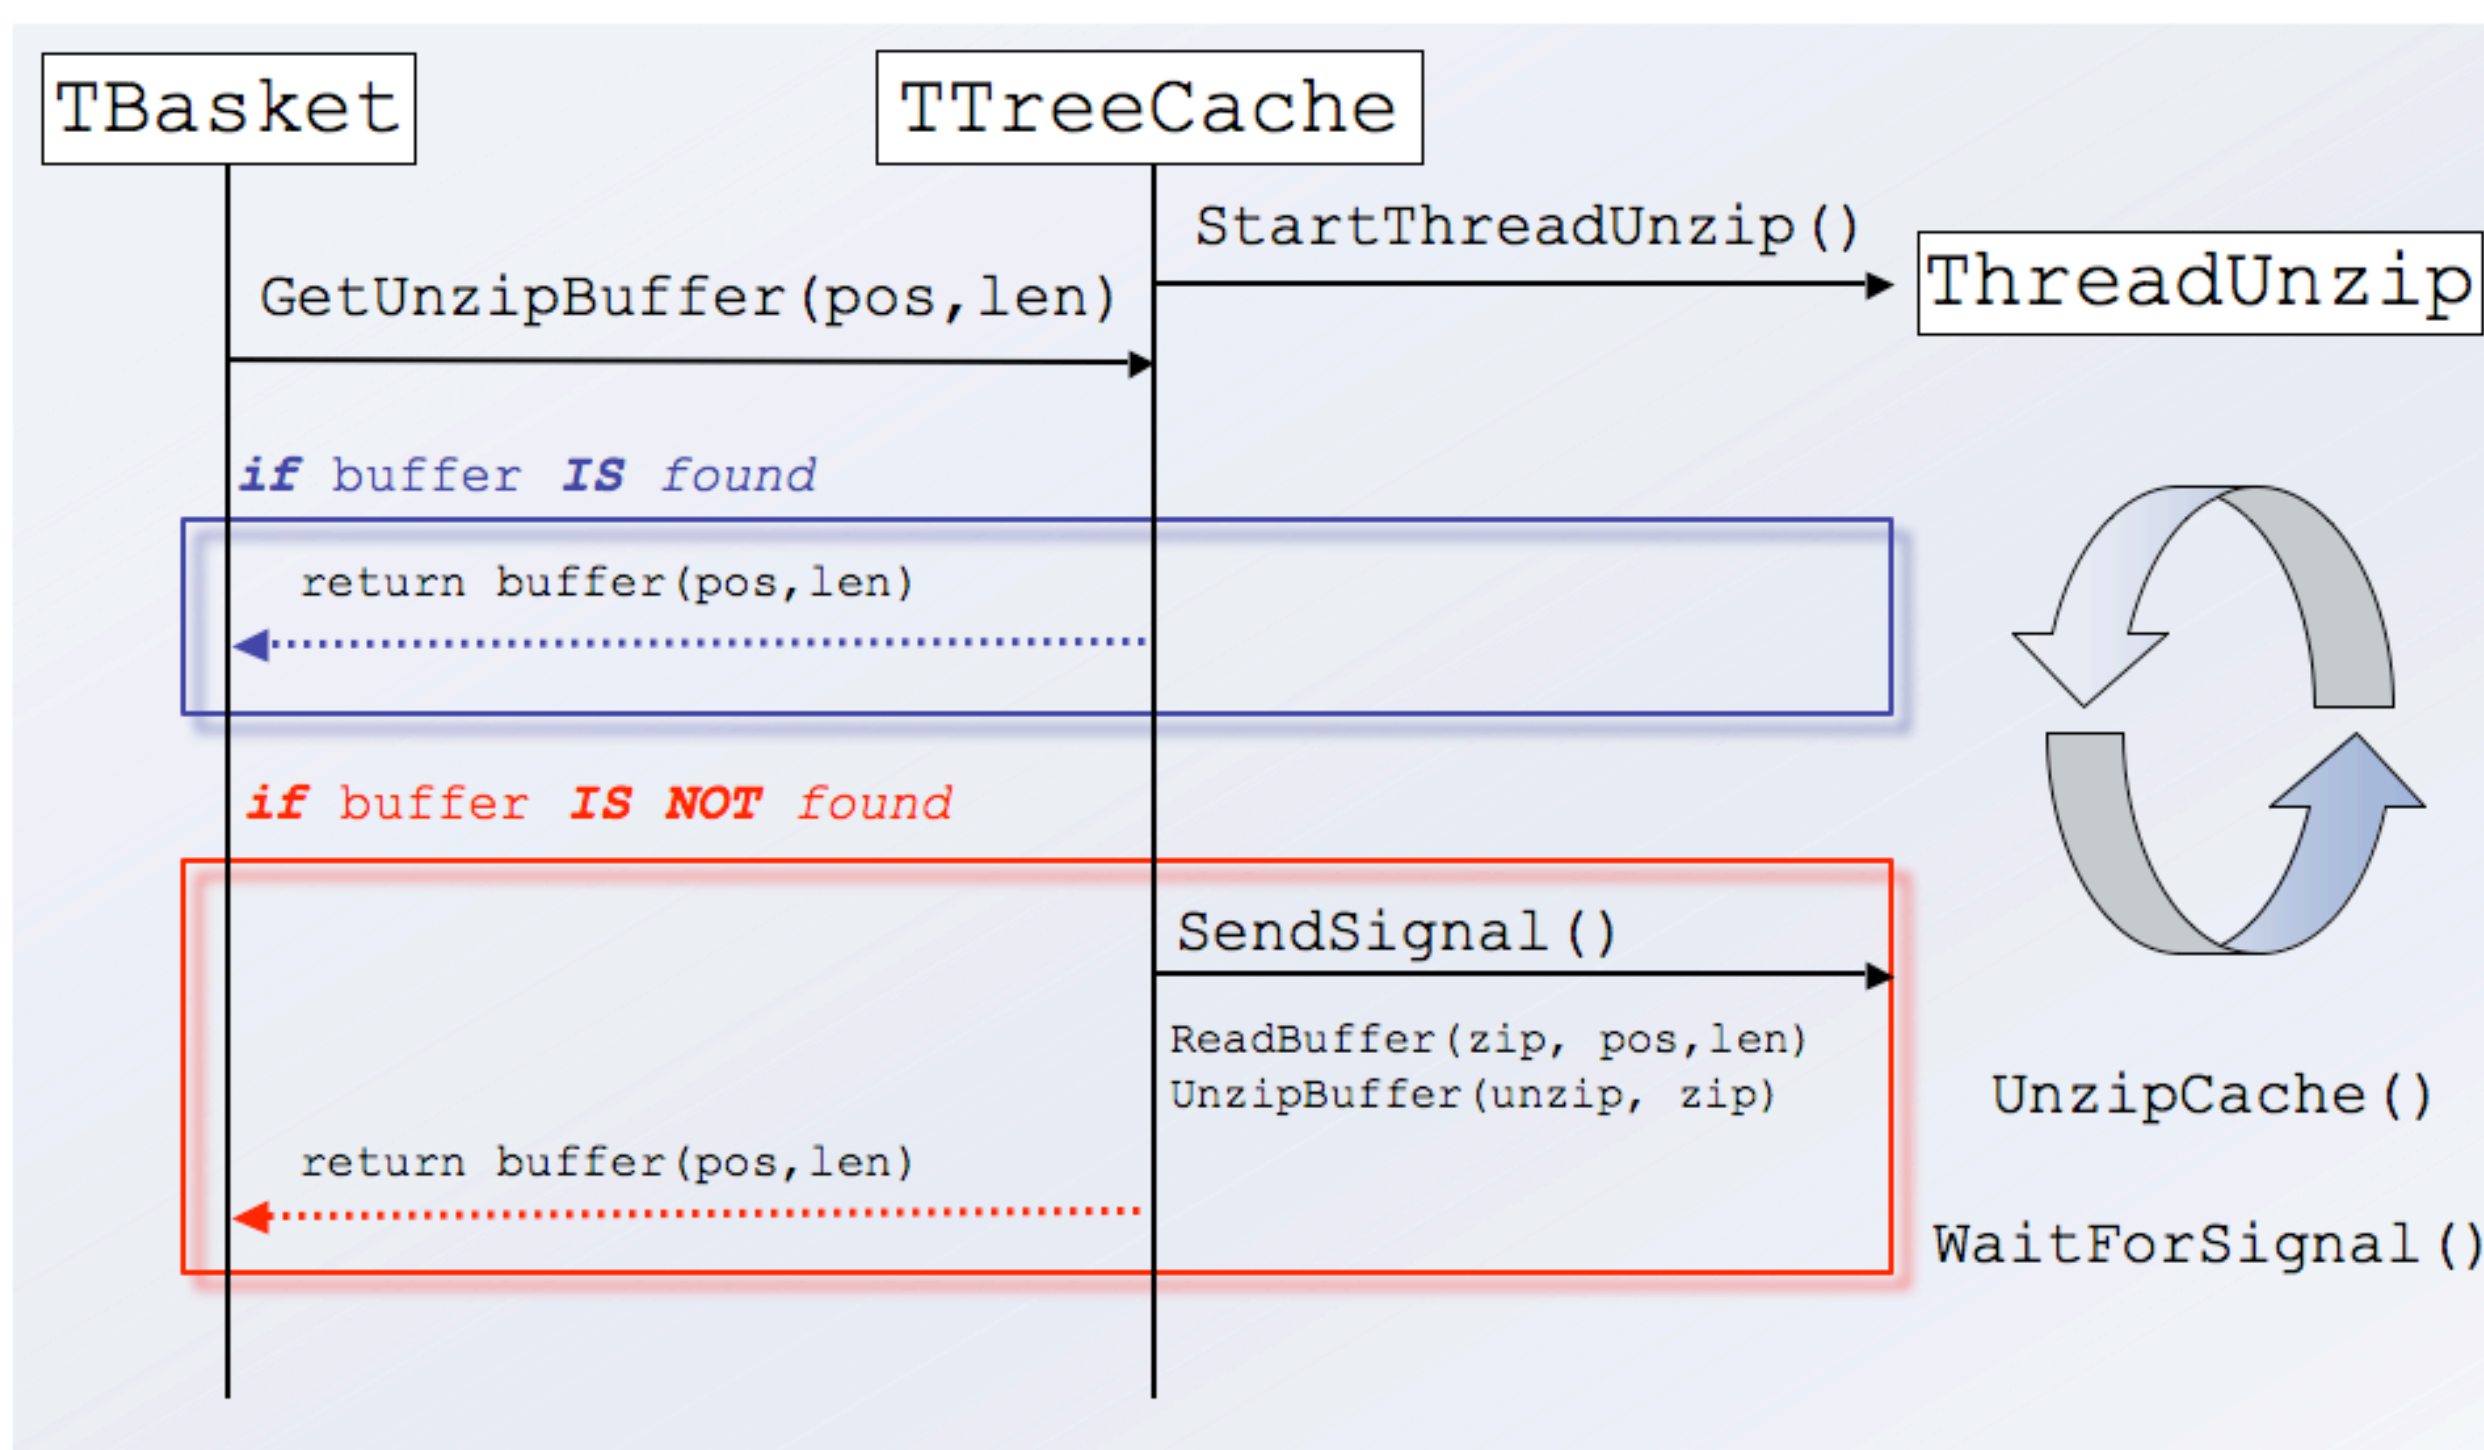 TBasket
TTreeCache
StartThreadUnzip()
ThreadUnzip
GetUnzipBuffer(pos,len)
if buffer IS found
return buffer(pos,len)
if buffer IS NOT found
SendSignal()
ReadBuffer(zip, pos,len)
UnzipBuffer(unzip, zip)
UnzipCache()
return buffer(pos,len)
WaitForSignal()